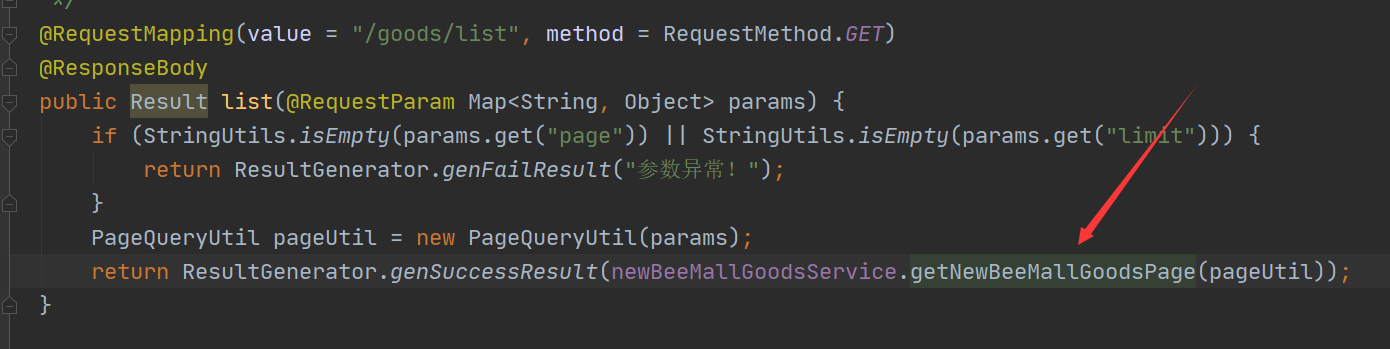 */
@RequestMapping(value = "/goods/list", method = RequestMethod.GET)
@ResponseBody
public Result list(@RequestParam Map<String, Object> params) {
if (StringUtils.isEmpty(params.get("page")) || StringUtils.isEmpty(params.get("limit"))) {
return ResultGenerator.genFailResult("参数异常！");
}
PageQueryUtil pageUtil = new PageQueryUtil(params);
return ResultGenerator.genSuccessResult(newBeeMallGoodsService.getNewBeeMallGoodsPage(pageUtil));
}